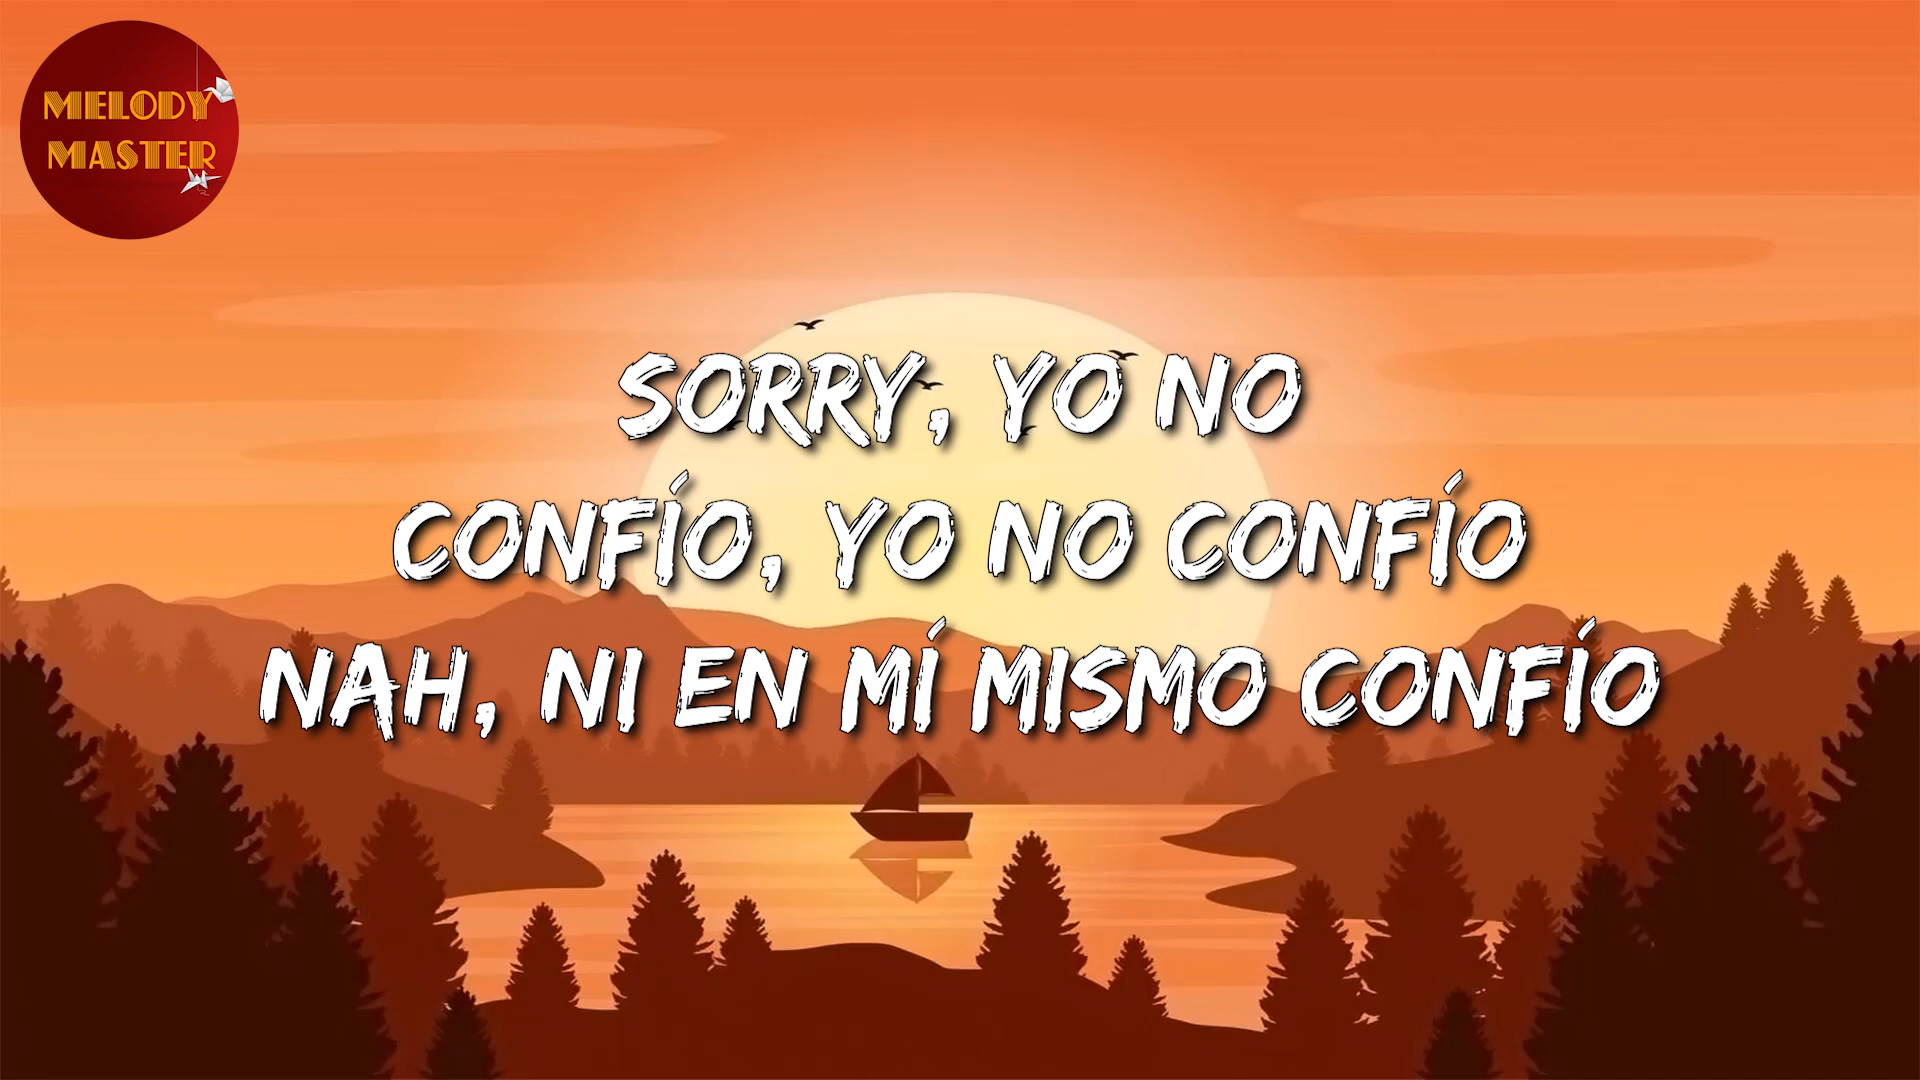 MELODY
MASTER
SORRY, YO NO
CONFÍO, YO NO CONFÍO
NAH, NI EN MÍ MISMO CONFÍO